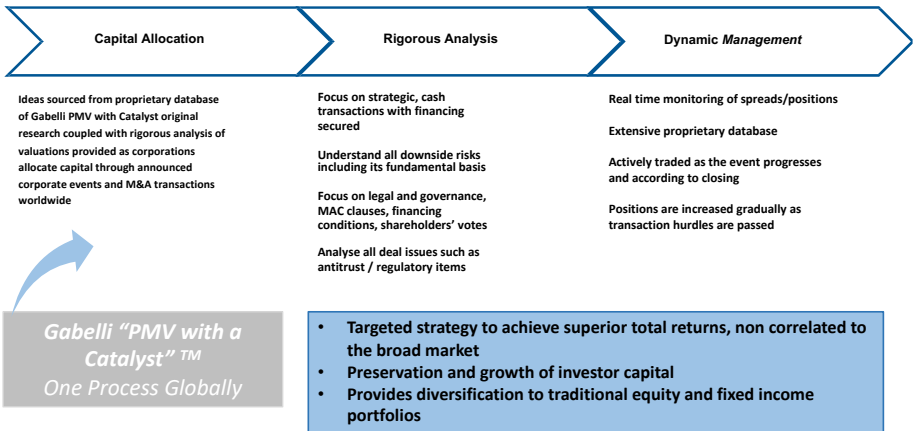 Capital Allocation
Rigorous Analysis
Dynamic Management
Ideas sourced from proprietary database
of Gabelli PMV with Catalyst original
research coupled with rigorous analysis of
valuations provided as corporations
allocate capital through announced
corporate events and M&A transactions
worldwide
Focus on strategic, cash
transactions with financing
secured
Understand all downside risks
including its fundamental basis
Focus on legal and governance,
MAC clauses, financing
conditions, shareholders’ votes
Analyse all deal issues such as
antitrust / regulatory items
Real time monitoring of spreads/positions
Extensive proprietary database
Actively traded as the event progresses
and according to closing
Positions are increased gradually as
transaction hurdles are passed
Gabelli “PMV with a
Catalyst” ™
One Process Globally
• Targeted strategy to achieve superior total returns, non correlated to
the broad market
• Preservation and growth of investor capital
• Provides diversification to traditional equity and fixed income
portfolios